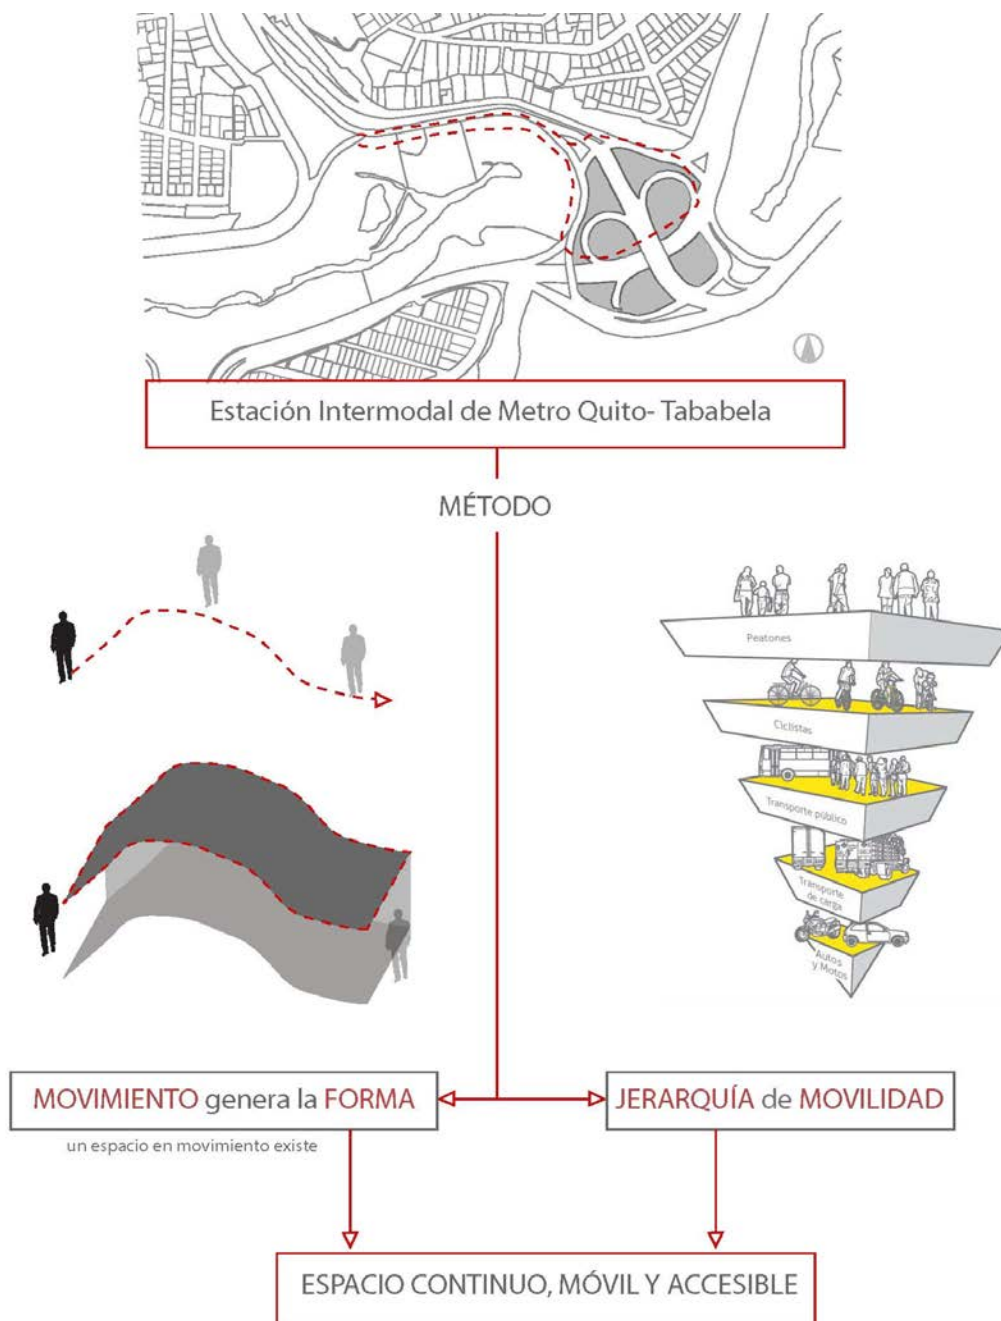 Estación Intermodal de Metro Quito- Tababela
MÉTODO
Peatones
Ciclistas
Transporte público
Transporte
de carga
Autos
y Motos
MOVIMIENTO genera la FORMA
un espacio en movimiento existe
JERARQUÍA de MOVILIDAD
ESPACIO CONTINUO, MÓVIL Y ACCESIBLE